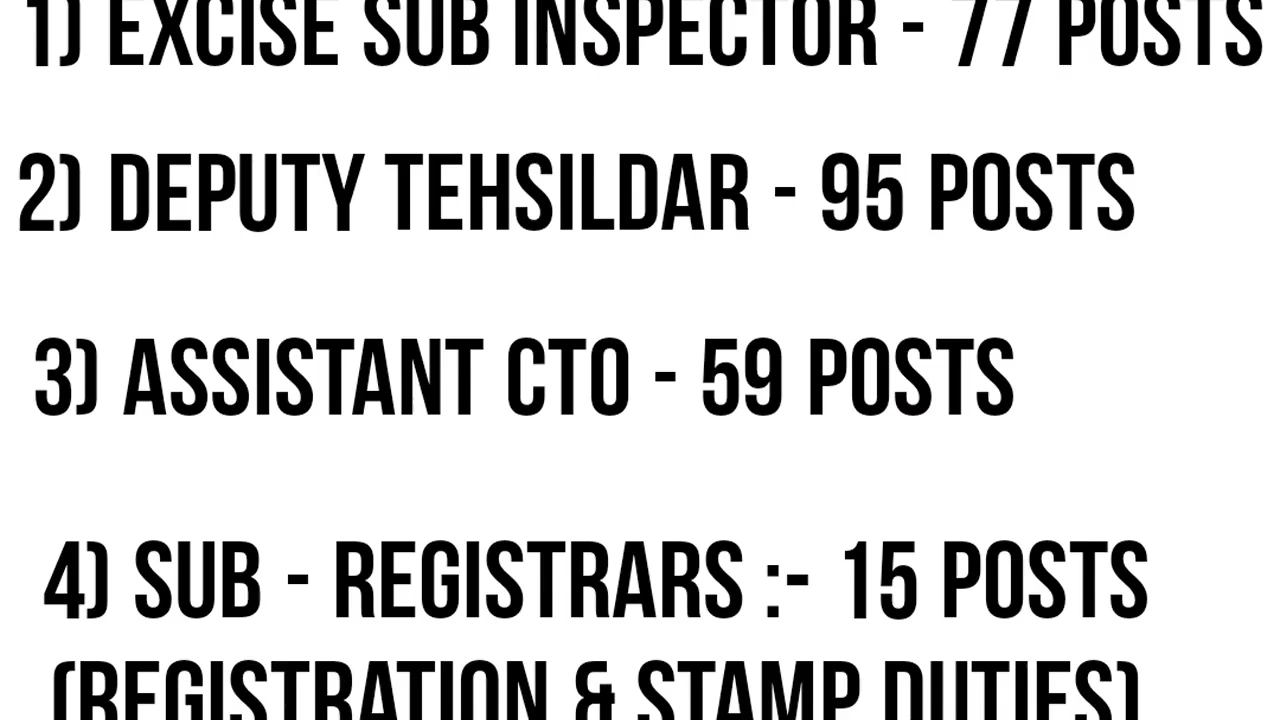 1) EXCISE SUB INSPECTOR - 77 POSTS
2) DEPUTY TEHSILDAR - 95 POSTS
3) ASSISTANT CTO - 59 POSTS
4) SUB - REGISTRARS :- 15 POSTS
(REGISTRATION & STAMP DUTIES)